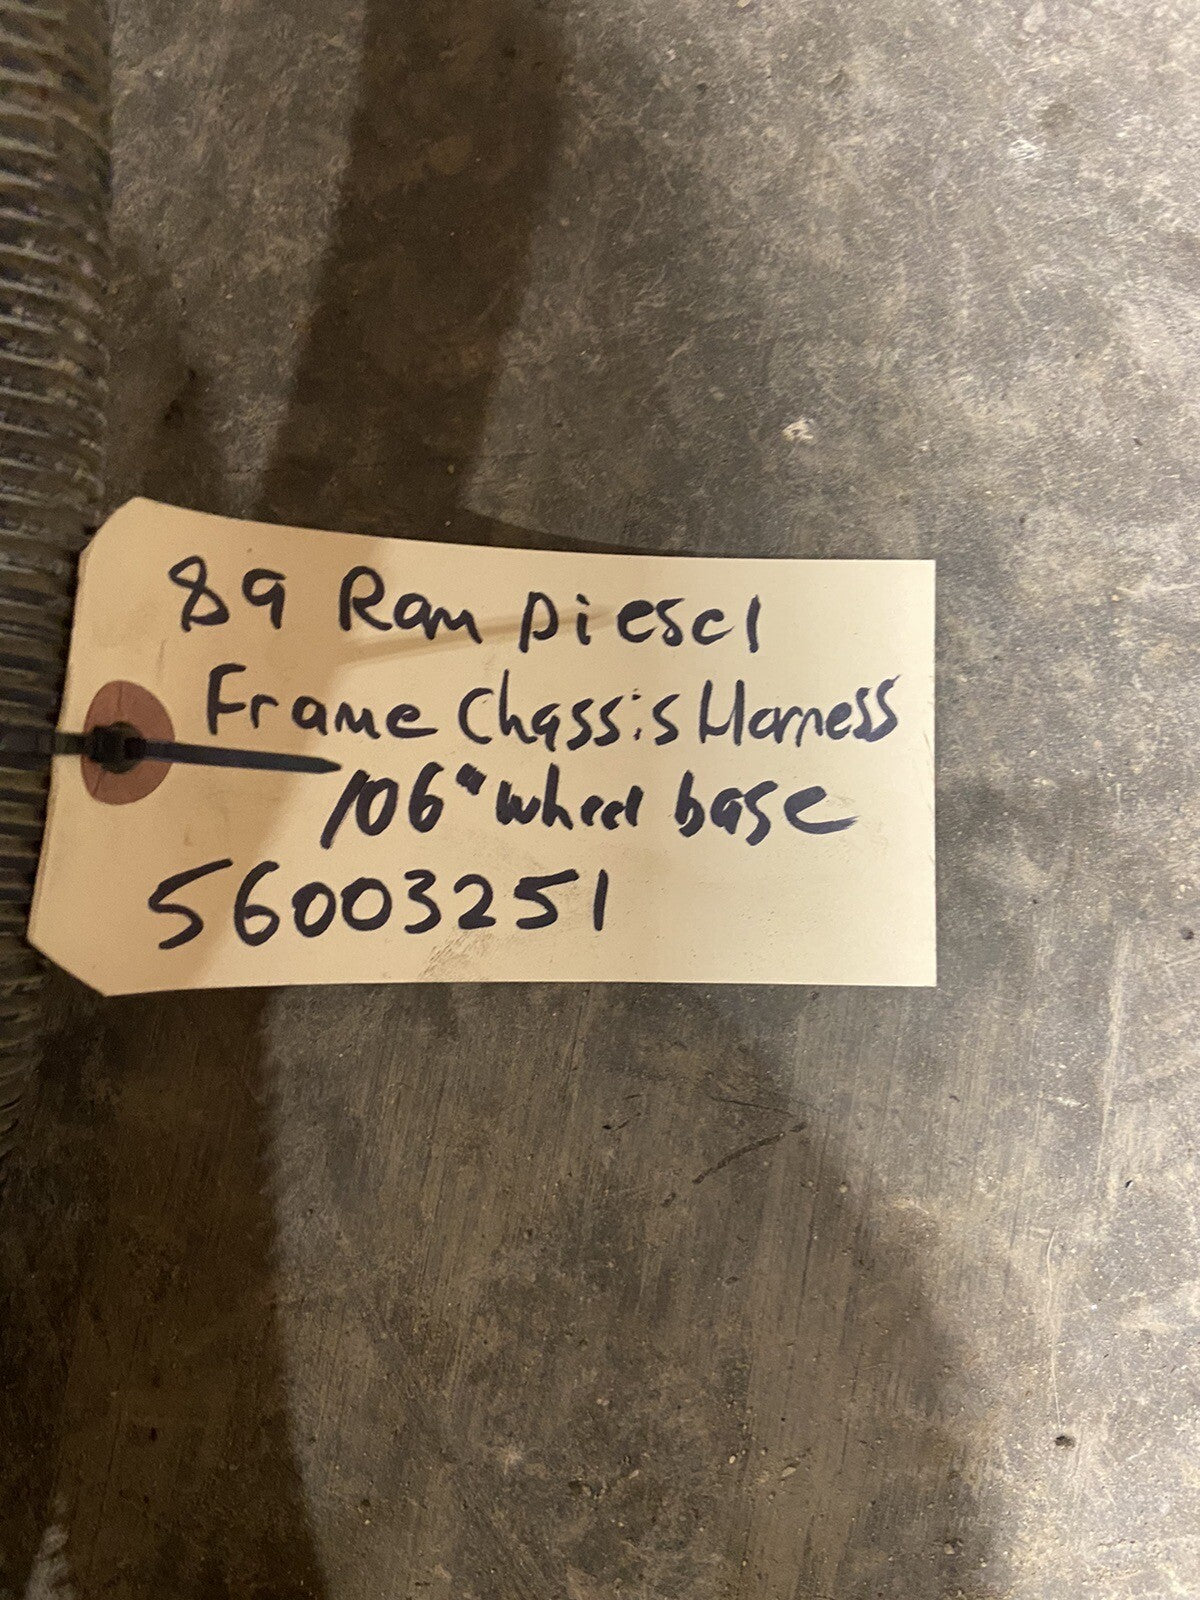 89 Ram Diesel
Frame Chassis Harness
106" wheel base
56003251